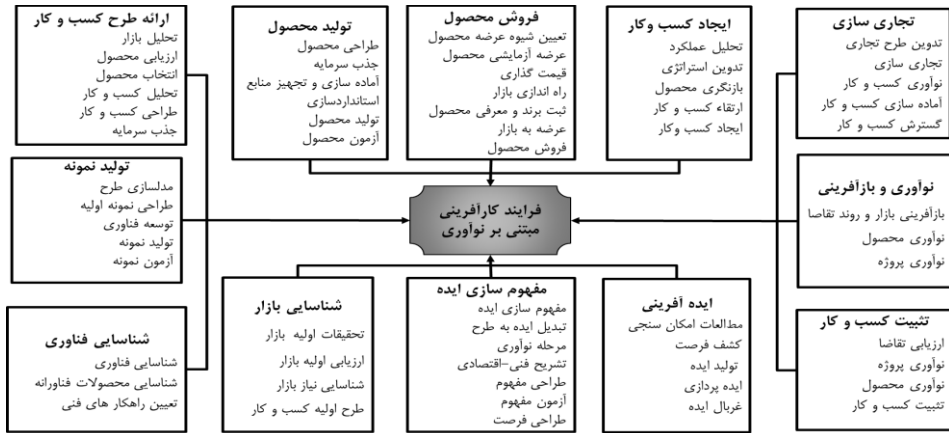 تجاری سازی
تدوین طرح تجاری
تجاری سازی
نوآوری کسب و کار
آماده سازی کسب و کار
گسترش کسب و کار
ایجاد کسب وکار
تحلیل عملکرد
تدوین استراتژی
بازنگری محصول
ارتقاء کسب و کار
ایجاد کسب وکار
فروش محصول
تعیین شیوه عرضه محصول
عرضه آزمایشی محصول
قیمت گذاری
راه اندازی بازار
ثبت برند و معرفی محصول
عرضه به بازار
فروش محصول
تولید محصول
طراحی محصول
جذب سرمایه
آماده سازی و تجهیز منابع
استانداردسازی
تولید محصول
آزمون محصول
ارائه طرح کسب و کار
تحلیل بازار
ارزیابی محصول
انتخاب محصول
تحلیل کسب و کار
طراحی کسب و کار
جذب سرمایه
نوآوری و بازآفرینی
بازآفرینی بازار و روند تقاضا
نوآوری محصول
نوآوری پروژه
فرایند کارآفرینی
مبتنی بر نوآوری
تولید نمونه
مدلسازی طرح
طراحی نمونه اولیه
توسعه فناوری
تولید نمونه
آزمون نمونه
تثبیت کسب و کار
ارزیابی تقاضا
نوآوری پروژه
نوآوری محصول
تثبیت کسب و کار
ایده آفرینی
مطالعات امکان سنجی
کشف فرصت
تولید ایده
ایده پردازی
غربال ایده
مفهوم سازی ایده
مفهوم سازی ایده
تبدیل ایده به طرح
مرحله نوآوری
تشریح فنی-اقتصادی
طراحی مفهوم
آزمون مفهوم
طراحی فرصت
شناسایی بازار
تحقیقات اولیه بازار
ارزیابی اولیه بازار
شناسایی نیاز بازار
طرح اولیه کسب و کار
شناسایی فناوری
شناسایی فناوری
شناسایی محصولات فناورانه
تعیین راهکار های فنی